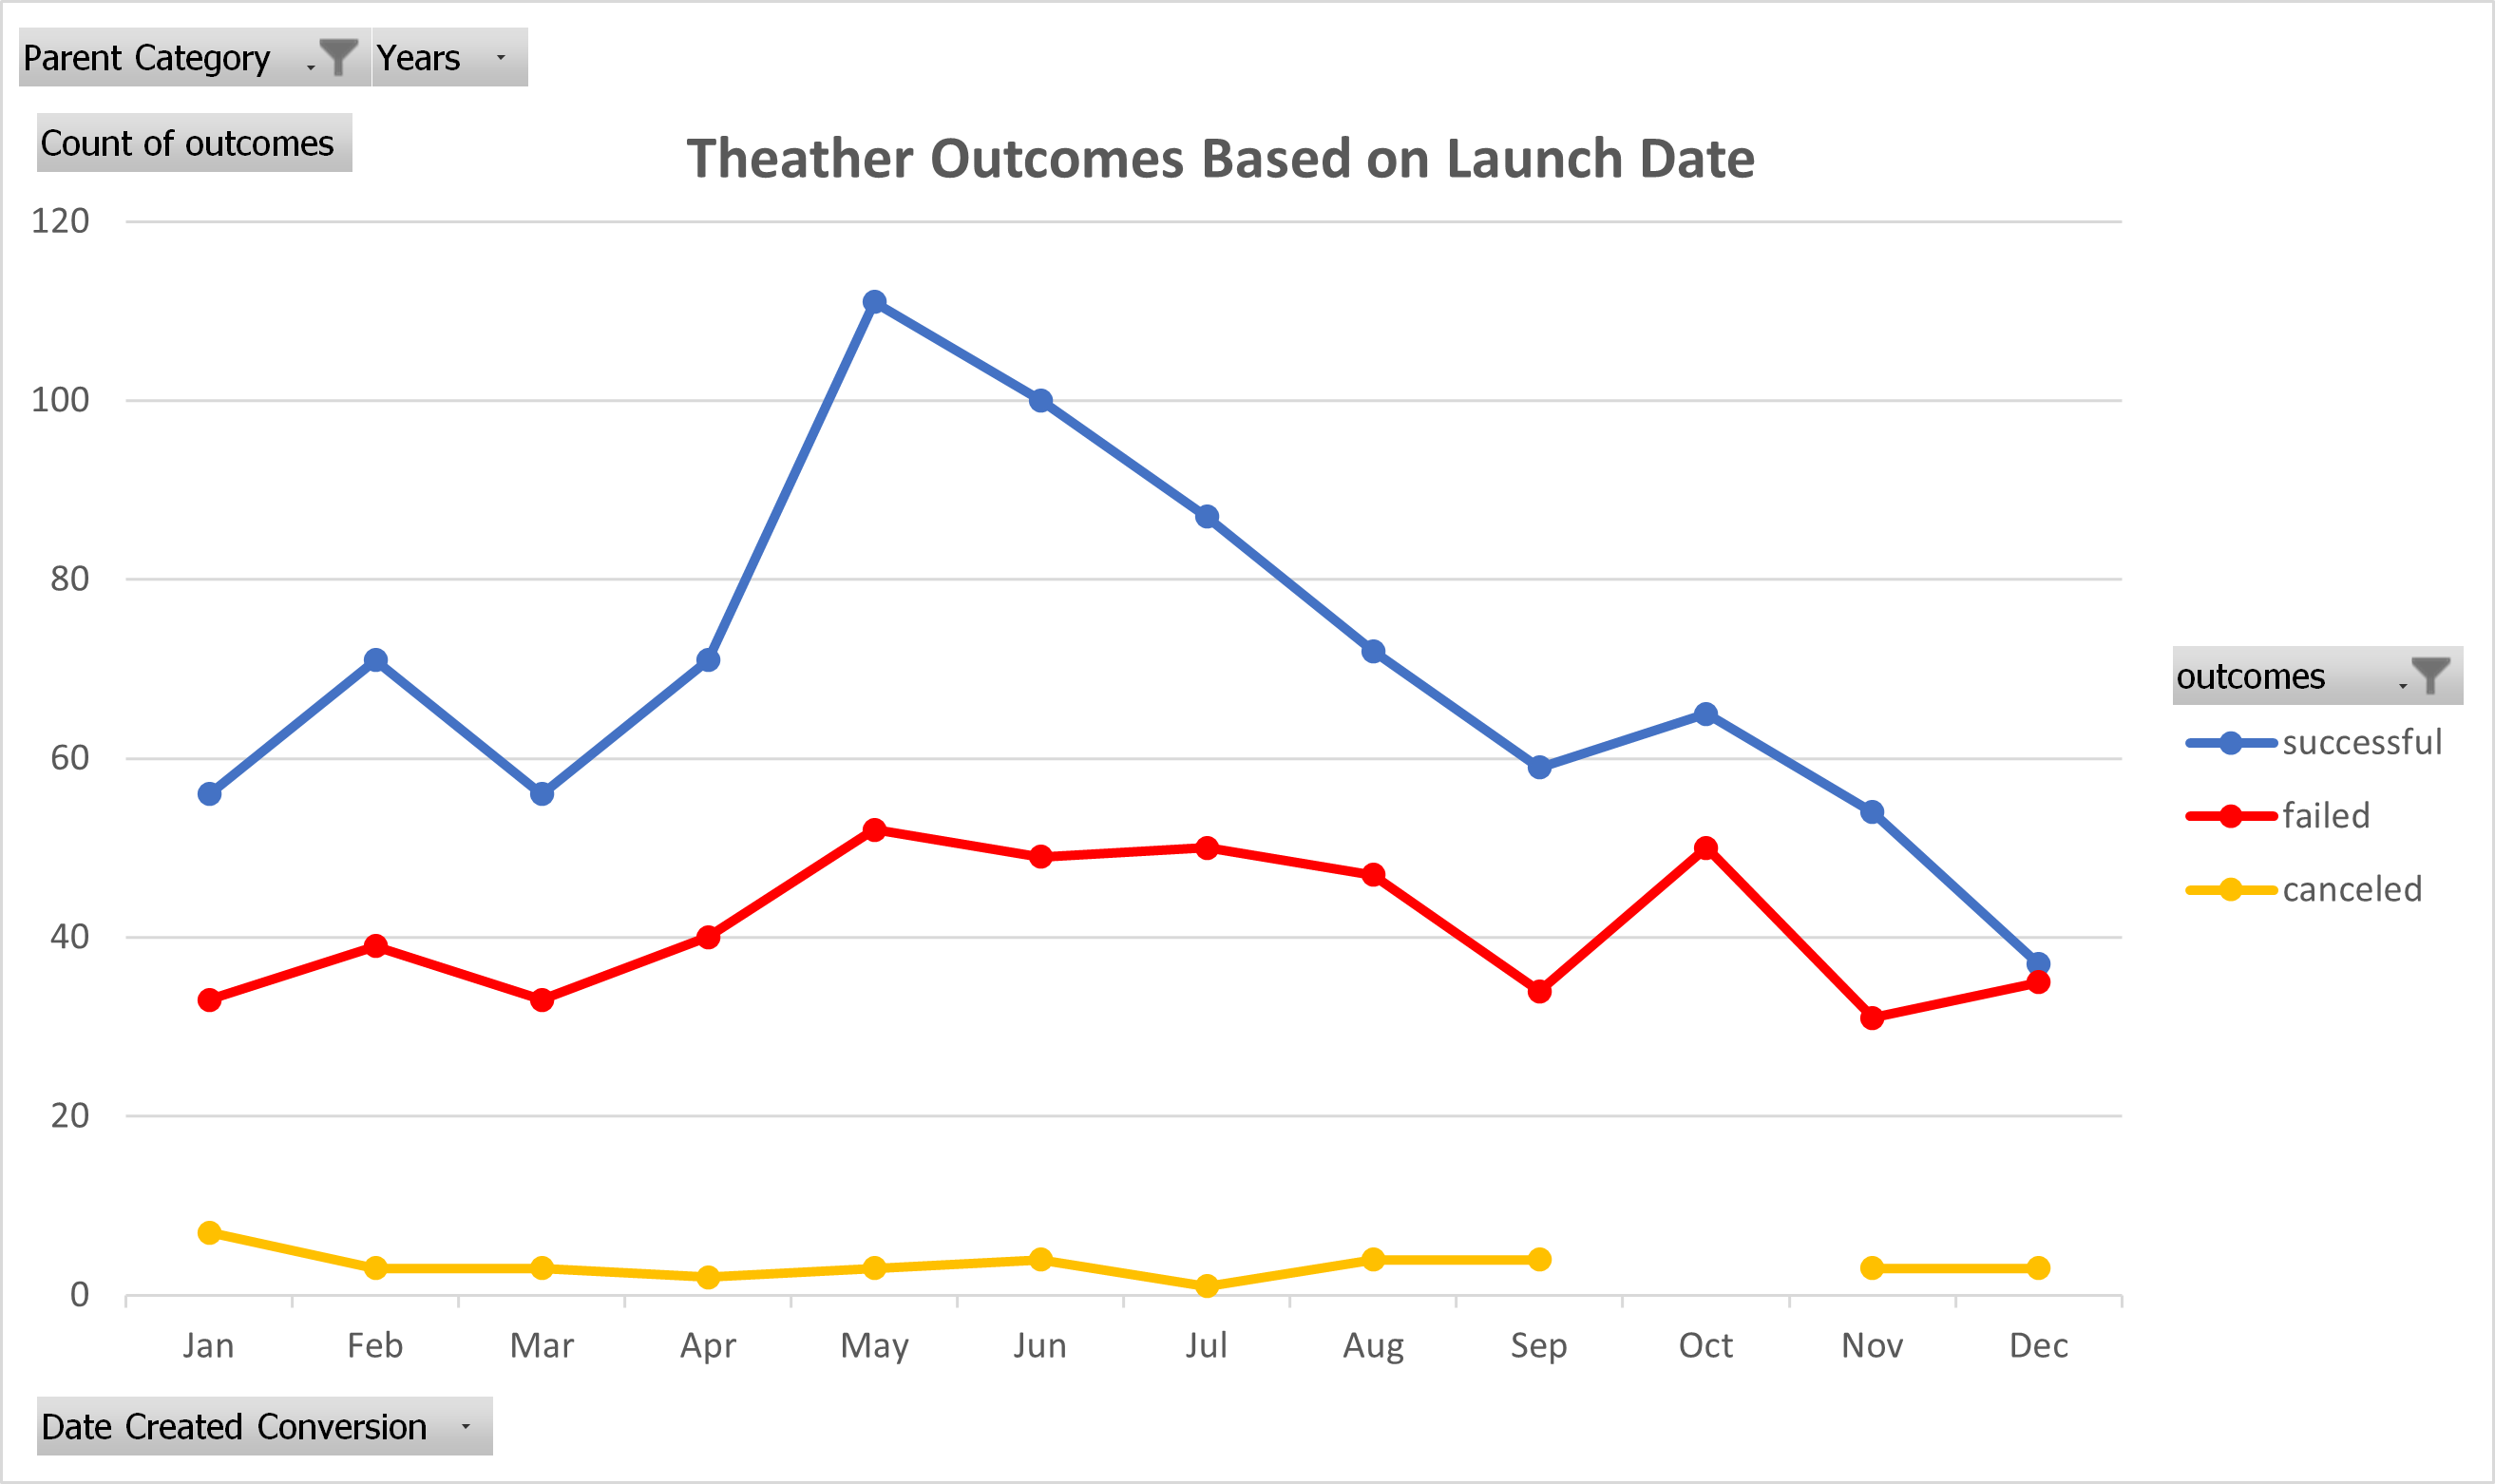 Parent Category Years
Count of outcomes
Theather Outcomes Based on Launch Date
120
100
80
60
40
20
0
Jan Feb Mar Apr May Jun Jul Aug Sep Oct Nov Dec
outcomes
successful
failed
canceled
Date Created Conversion